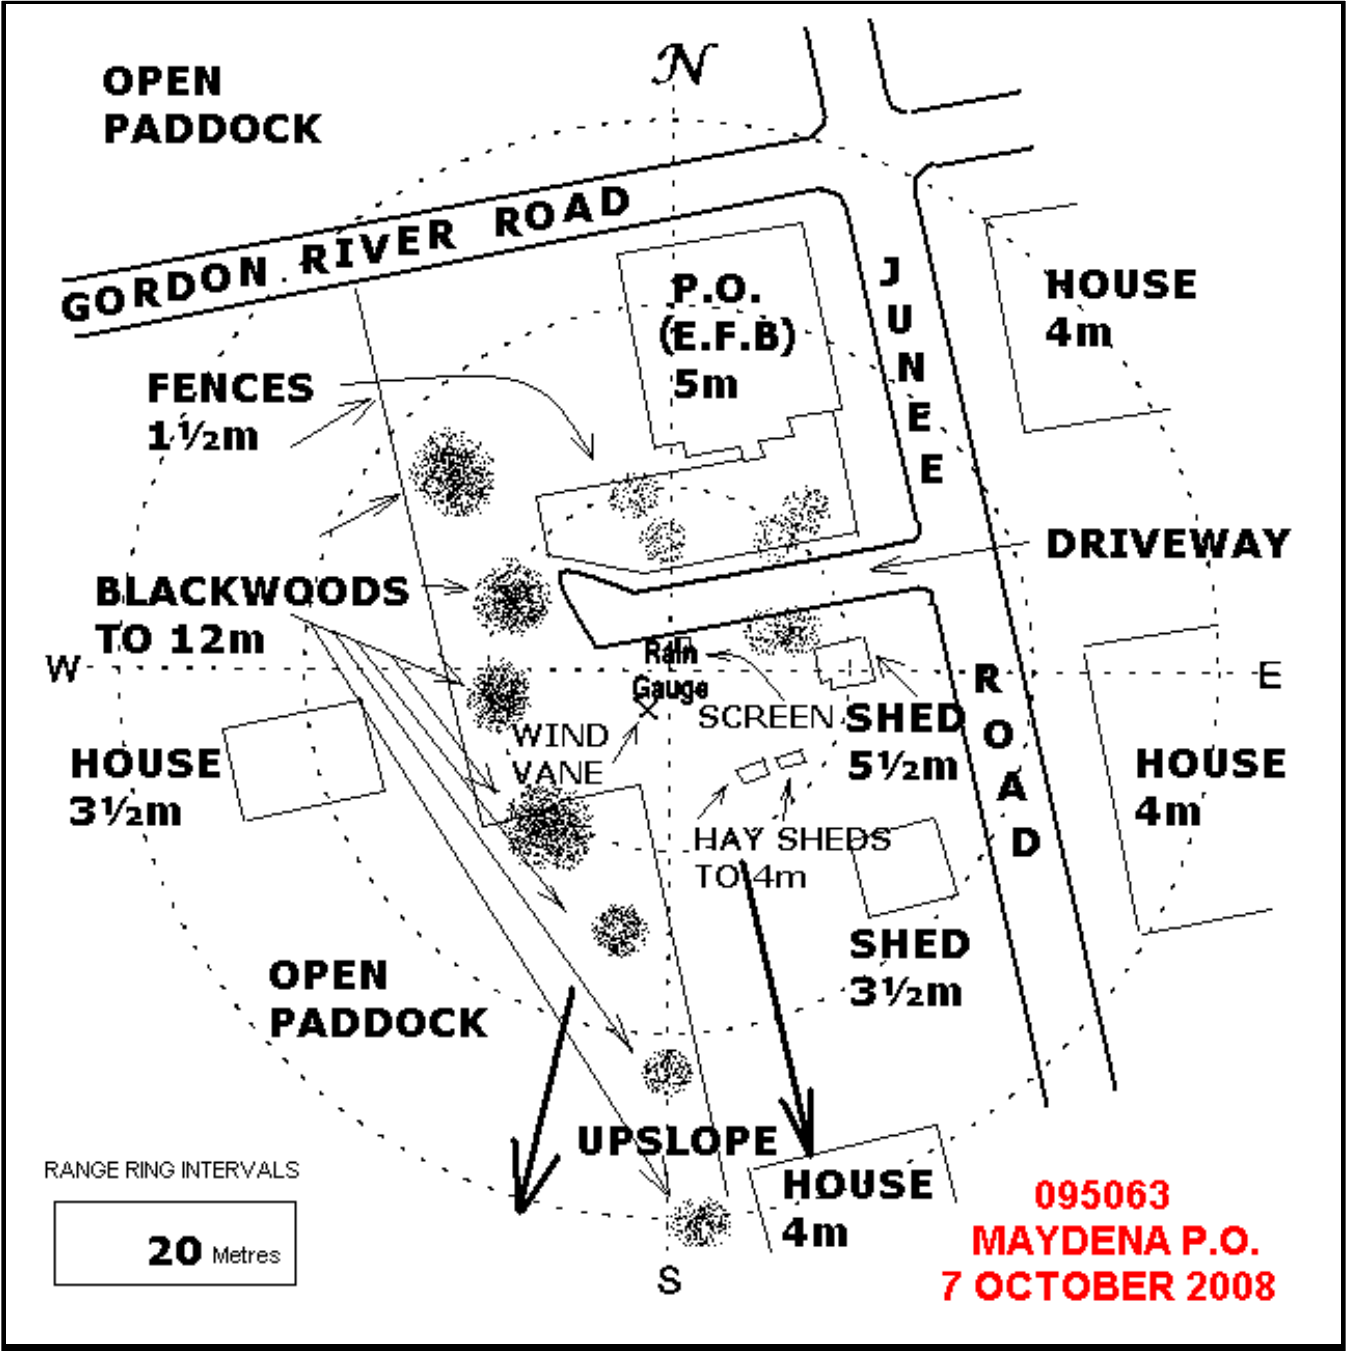 N
OPEN
PADDOCK
GORDON RIVER ROAD
P.O.
(E.F.B)
5m
JUNEE
ROAD
HOUSE
4m
FENCES
1½m
DRIVEWAY
BLACKWOODS
TO 12m
W
Rain
Gauge
E
SCREEN
WIND
VANE
SHED
5½m
HOUSE
3½m
HOUSE
4m
HAY SHEDS
TO 4m
SHED
3½m
OPEN
PADDOCK
UPSLOPE
HOUSE
4m
RANGE RING INTERVALS
20 Metres
S
095063
MAYDENA P.O.
7 OCTOBER 2008